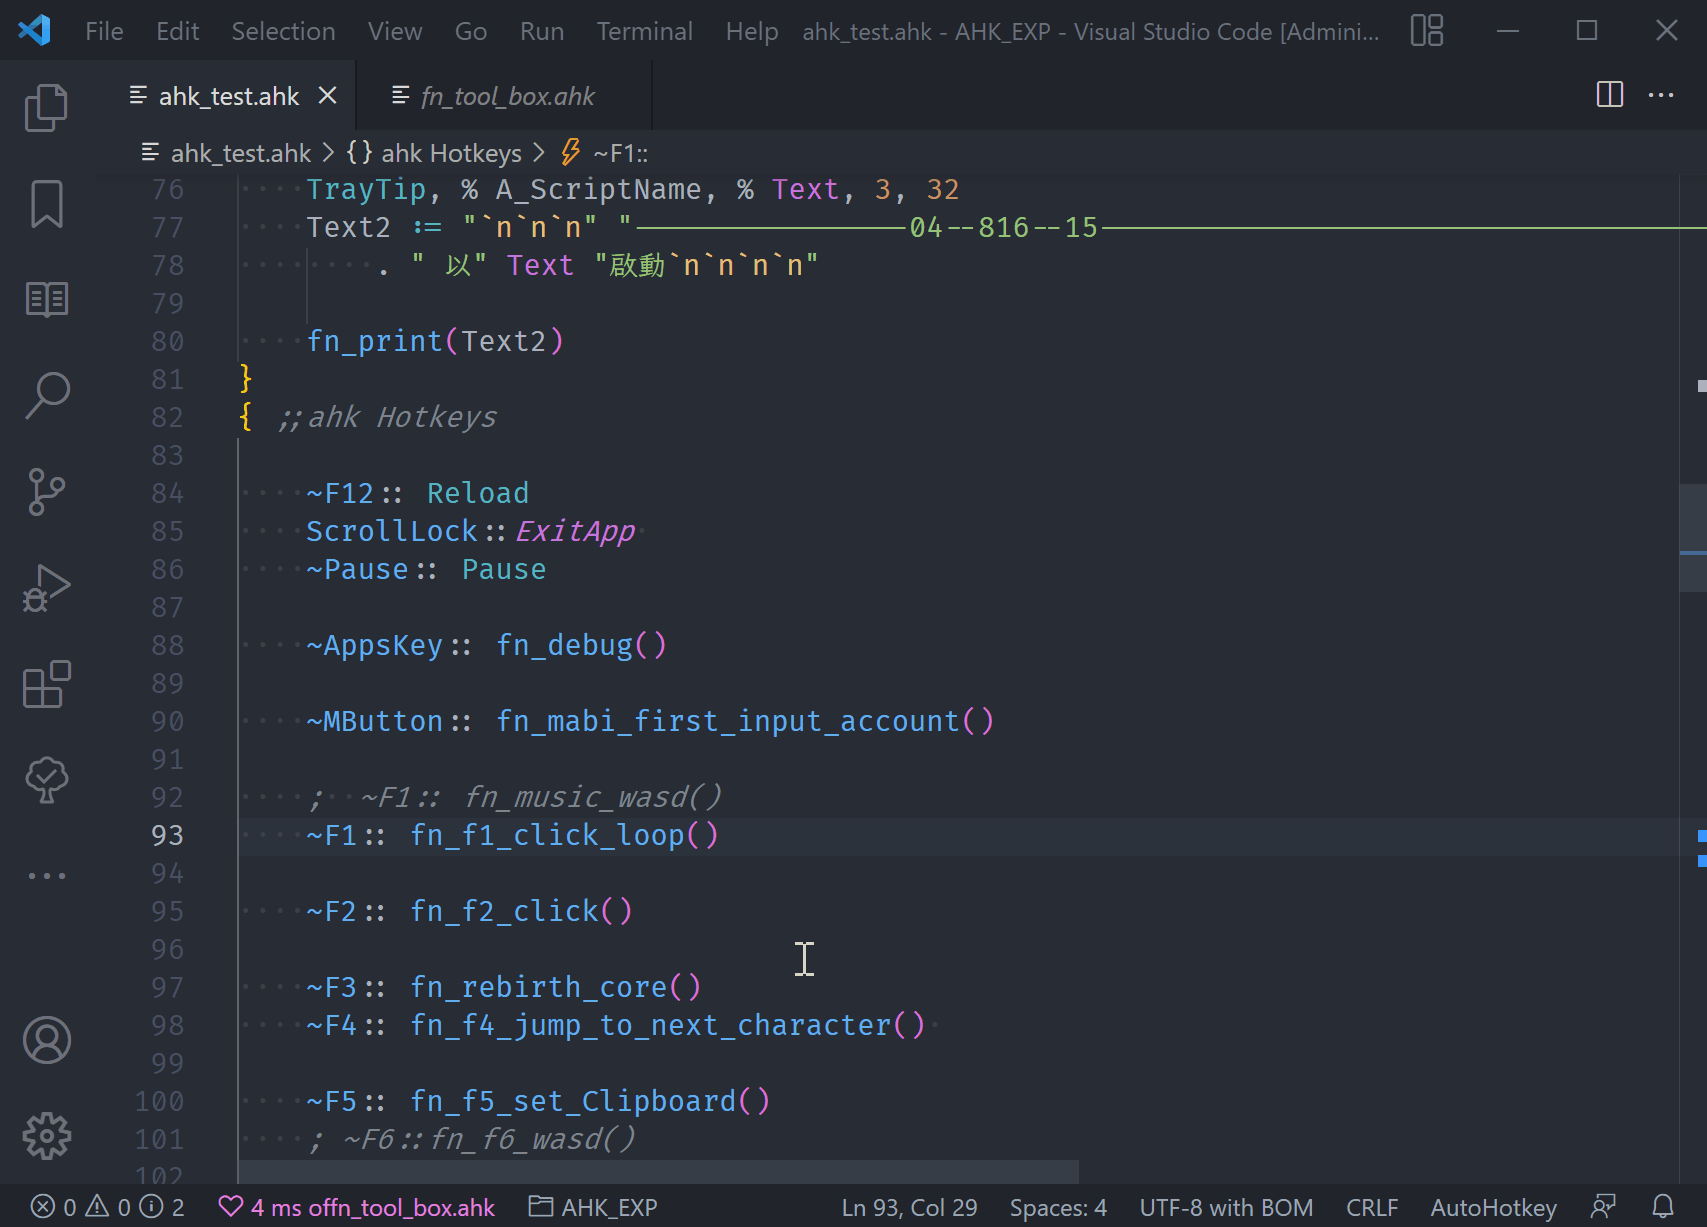 File Edit Selection View Go Run Terminal Help ahk_test.ahk - AHK_EXP - Visual Studio Code [Admini...
ahk_test.ahk fn_tool_box.ahk
ahk_test.ahk > {} ahk Hotkeys > ~F1::
76 TrayTip, % A_ScriptName, % Text, 3, 32
77 Text2 := "`n`n`n" "————————————————04--816--15————————————————————————————————————
78 . " 以" Text "啟動`n`n`n`n"
79
80 fn_print(Text2)
81 }
82 { ;;ahk Hotkeys
83
84 ~F12:: Reload
85 ScrollLock::ExitApp
86 ~Pause:: Pause
87
88 ~AppsKey:: fn_debug()
89
90 ~MButton:: fn_mabi_first_input_account()
91
92 ; ~F1:: fn_music_wasd()
93 ~F1:: fn_f1_click_loop()
94
95 ~F2:: fn_f2_click()
96
97 ~F3:: fn_rebirth_core()
98 ~F4:: fn_f4_jump_to_next_character()
99
100 ~F5:: fn_f5_set_Clipboard()
101 ; ~F6::fn_f6_wasd()
102
0 0 2 4 ms offn_tool_box.ahk AHK_EXP Ln 93, Col 29 Spaces: 4 UTF-8 with BOM CRLF AutoHotkey